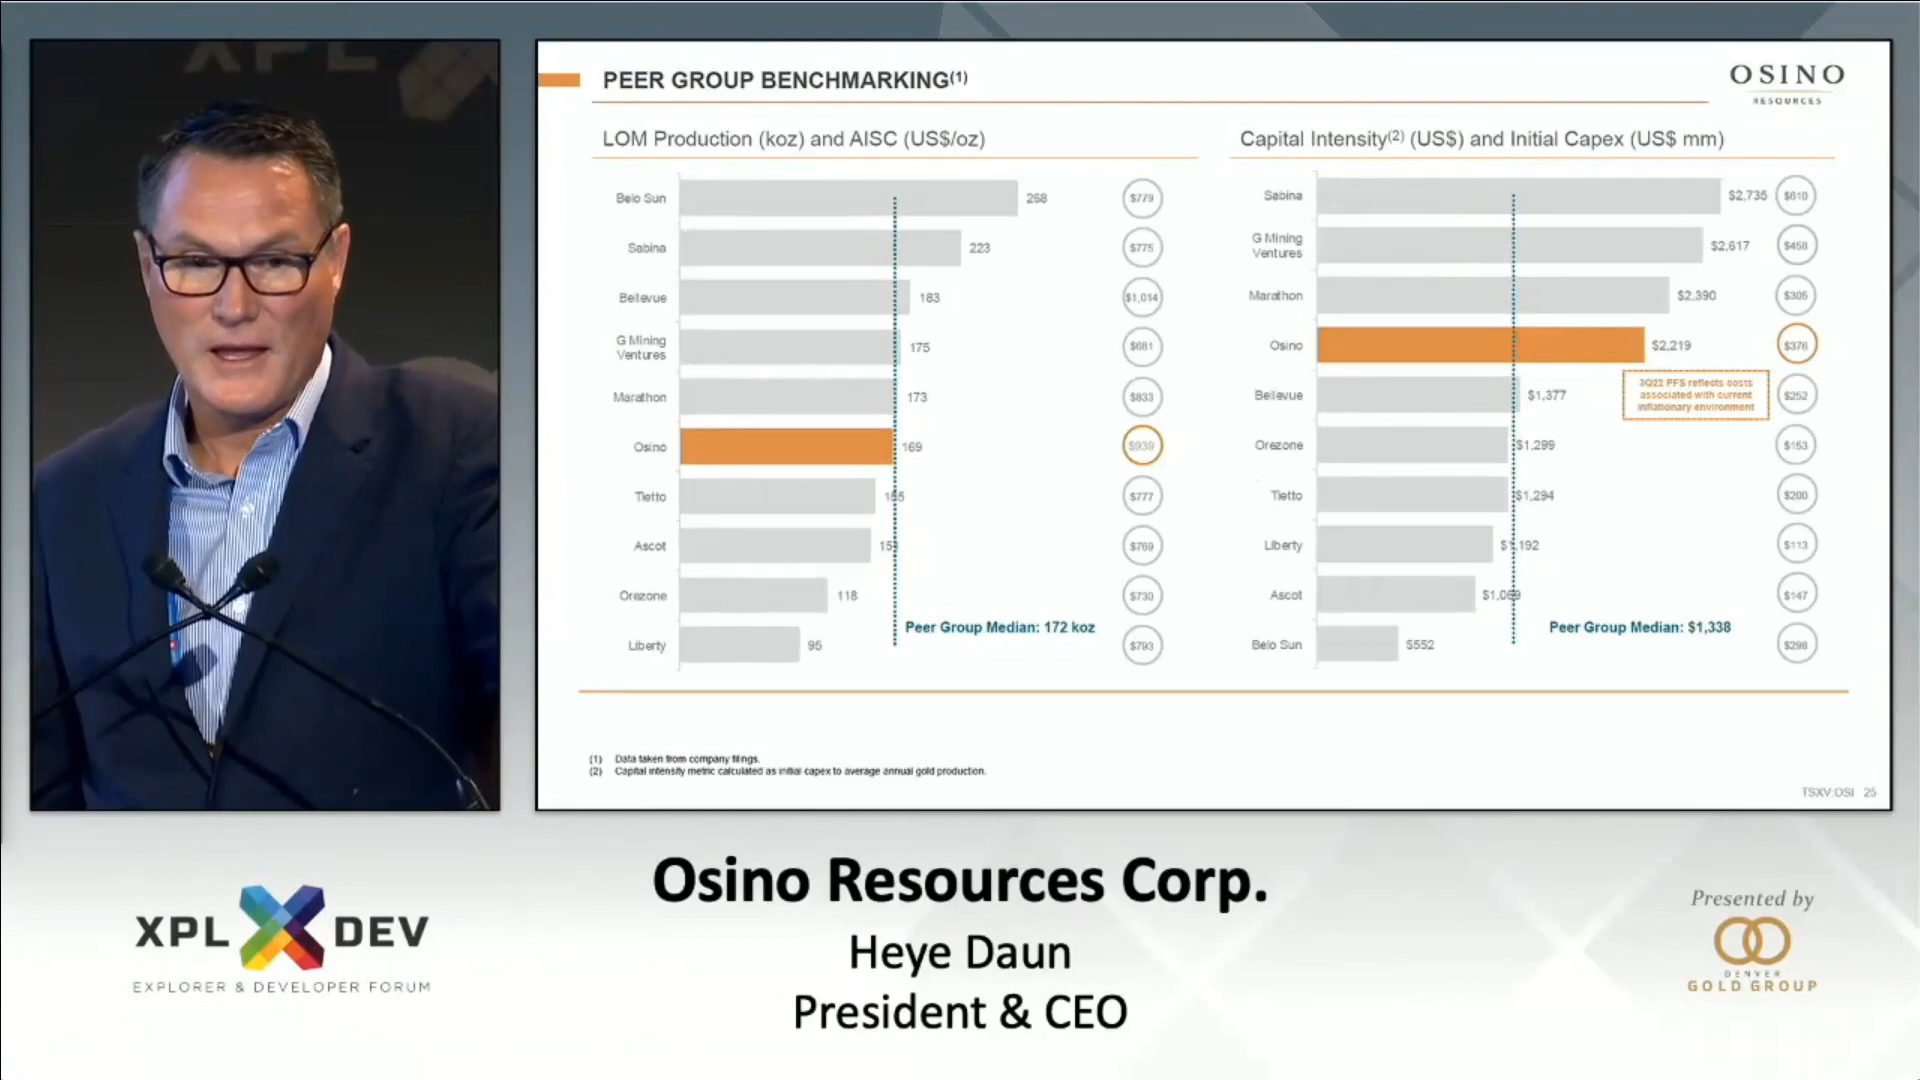 XPL
PEER GROUP BENCHMARKING(1)
OSINO
RESOURCES
LOM Production (koz) and AISC (US$/oz)
Belo Sun 268 $779
Sabina 223 $775
Bellevue 183 $1,014
G Mining
Ventures 175 $681
Marathon 173 $833
Osino 169 $939
Tietto $777
Ascot $769
Orezone 118 $730
Liberty 95 $793
Peer Group Median: 172 koz
Capital Intensity(2) (US$) and Initial Capex (US$ mm)
Sabina $2,735 $610
G Mining
Ventures $2,617 $458
Marathon $2,390 $305
Osino $2,219 $376
3Q22 PFS reflects costs
associated with current
inflationary environment
Bellevue $1,377 $252
Orezone $1,299 $153
Tietto $1,294 $200
Liberty $1,192 $113
Ascot $147
Belo Sun $552 $298
Peer Group Median: $1,338
(1) Data taken from company filings.
(2) Capital intensity metric calculated as initial capex to average annual gold production.
TSXV:OSI 25
Osino Resources Corp.
Heye Daun
President & CEO
XPL DEV
EXPLORER & DEVELOPER FORUM
Presented by
DENVER
GOLD GROUP